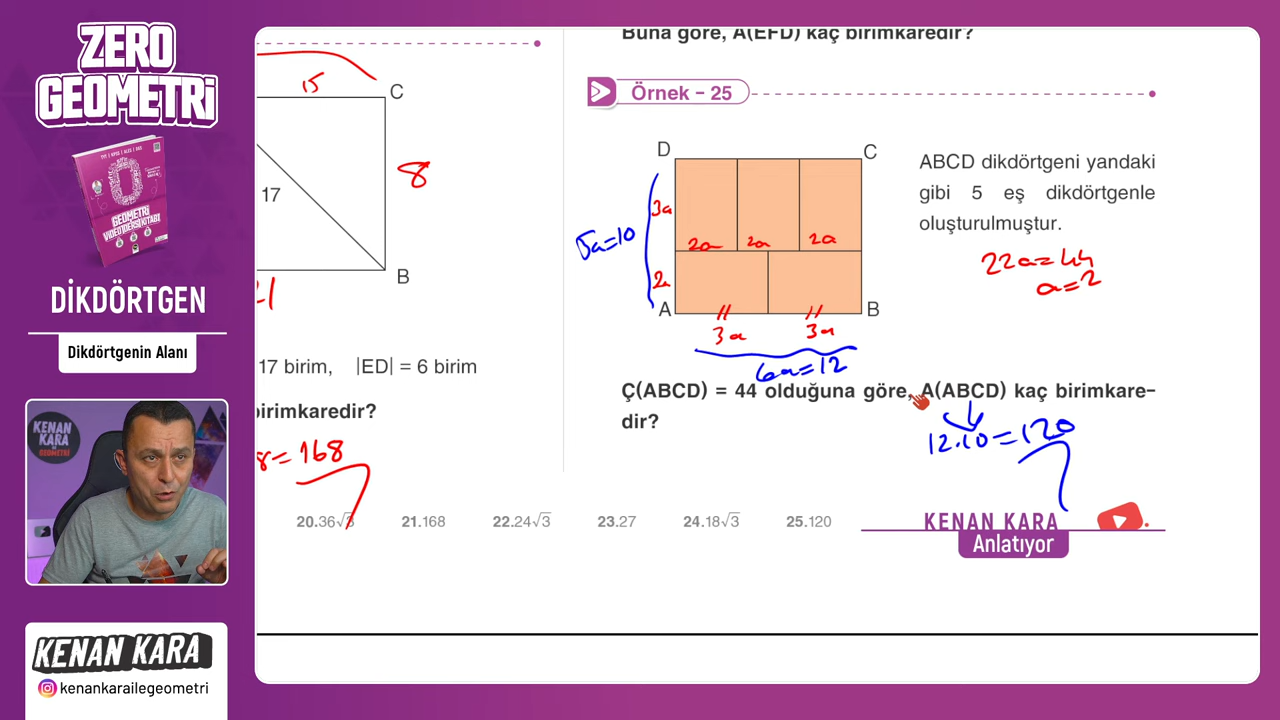 ZERO
GEOMETRİ
GEOMETRİ
VİDEO DERS KİTABI
DİKDÖRTGEN
Dikdörtgenin Alanı
KENAN
KARA
KENAN KARA
kenankarailegeometri
15
C
8
17
B
21
17 birim, |ED| = 6 birim
birimkaredir?
8=168
Buna göre, A(EFD) kaç birimkaredir?
Örnek – 25
D
C
3a
2a
2a
2a
5a=10
2a
A
B
3a
3a
6a=12
ABCD dikdörtgeni yandaki
gibi 5 eş dikdörtgenle
oluşturulmuştur.
22a=44
a=2
Ç(ABCD) = 44 olduğuna göre, A(ABCD) kaç birimkare-
dir?
12.10=120
20.36√3 21.168 22.24√3 23.27 24.18√3 25.120
KENAN KARA
Anlatıyor